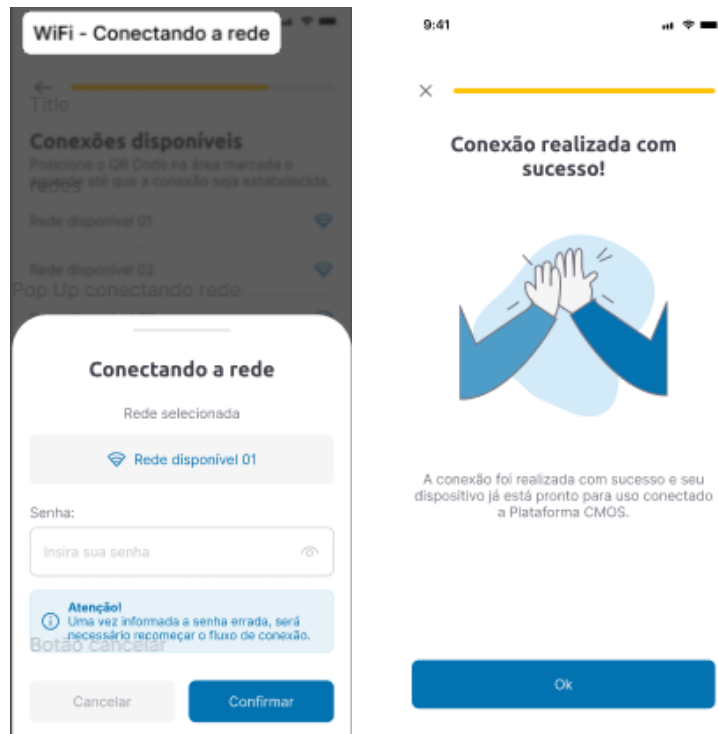 WiFi - Conectando a rede
Title
Conexões disponíveis
Posicione o QR Code na área marcada e
aguarde até que a conexão seja estabelecida.
redes
Rede disponível 01
Rede disponível 02
Pop Up conectando rede
Conectando a rede
Rede selecionada
Rede disponível 01
Senha:
Insira sua senha
Atenção!
Uma vez informada a senha errada, será
necessário recomeçar o fluxo de conexão.
Botão cancelar
Cancelar
Confirmar
9:41
Conexão realizada com
sucesso!
A conexão foi realizada com sucesso e seu
dispositivo já está pronto para uso conectado
a Plataforma CMOS.
Ok